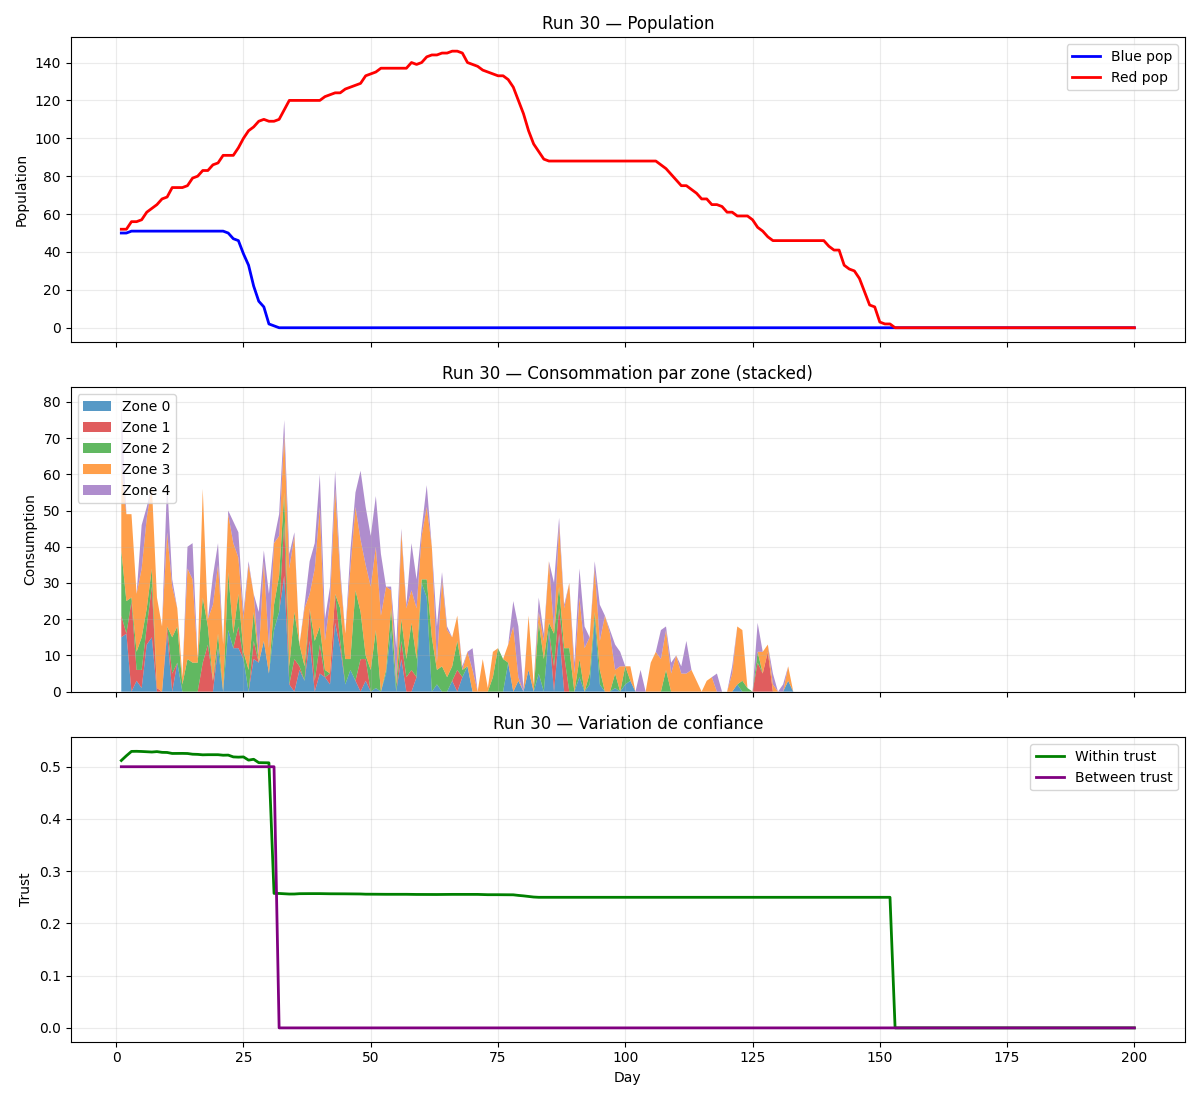 Run 30 — Population
Blue pop
Red pop
Population
140
120
100
80
60
40
20
0
Run 30 — Consommation par zone (stacked)
Zone 0
Zone 1
Zone 2
Zone 3
Zone 4
Consumption
80
70
60
50
40
30
20
10
0
Run 30 — Variation de confiance
Within trust
Between trust
Trust
0.5
0.4
0.3
0.2
0.1
0.0
0 25 50 75 100 125 150 175 200
Day